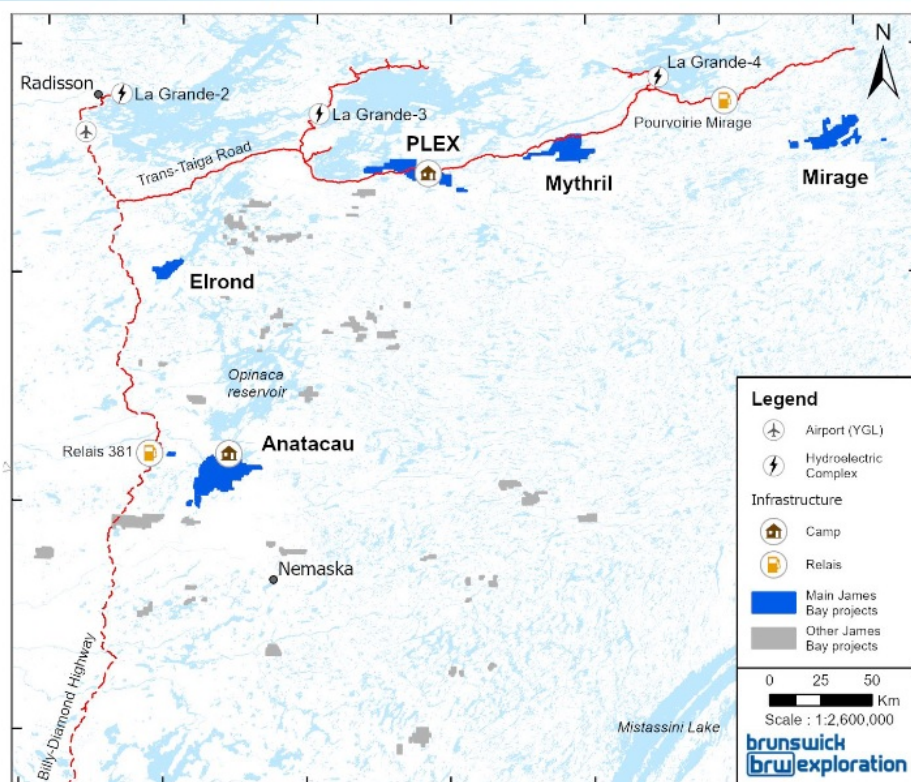 N
Radisson
La Grande-2
La Grande-4
La Grande-3
Pourvoirie Mirage
PLEX
Trans-Taiga Road
Mythril
Mirage
Elrond
Opinaca
reservoir
Relais 381
Anatacau
Nemaska
Billy-Diamond Highway
Mistassini Lake
Legend
Airport (YGL)
Hydroelectric
Complex
Infrastructure
Camp
Relais
Main James
Bay projects
Other James
Bay projects
0 25 50
Km
Scale : 1:2,600,000
brunswick
brw exploration